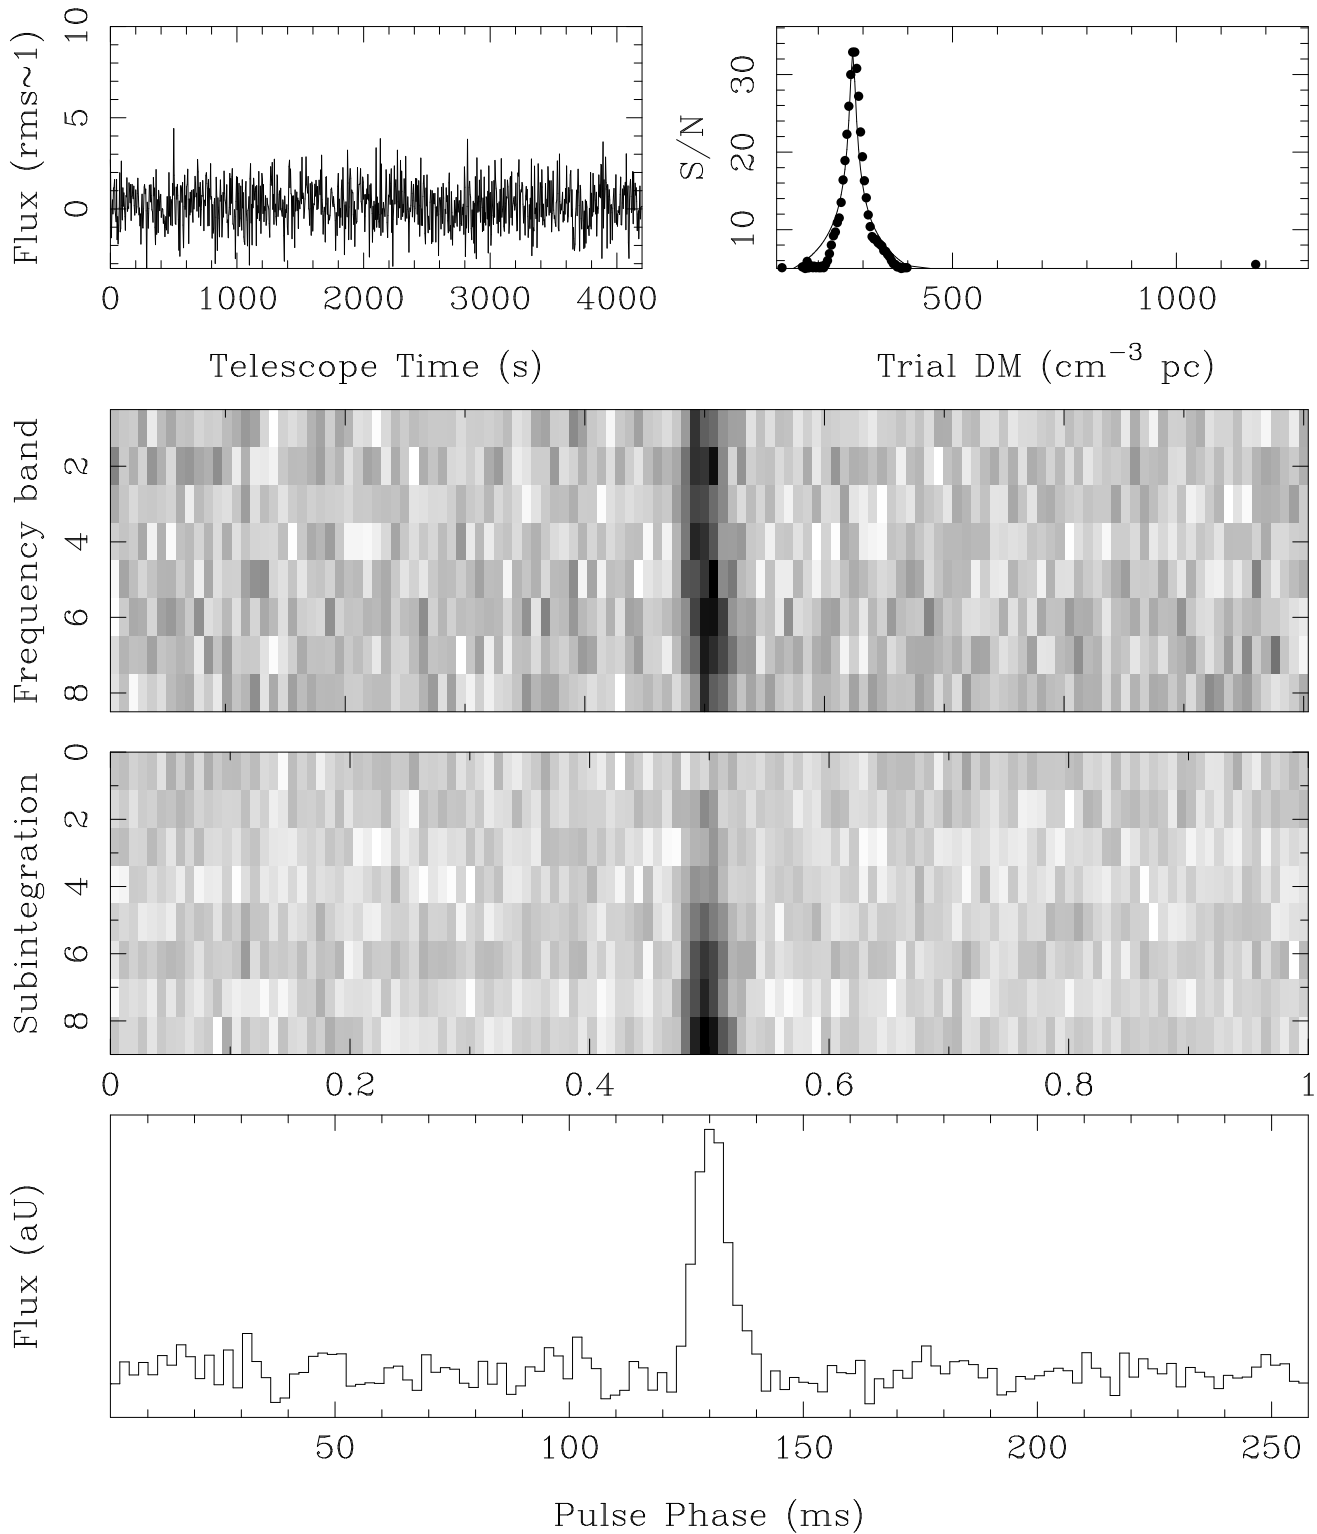 10
5
0
Flux (rms~1)
0 1000 2000 3000 4000
Telescope Time (s)
30
20
10
S/N
500 1000
Trial DM (cm⁻³ pc)
2
4
6
8
Frequency band
0
2
4
6
8
Subintegration
0 0.2 0.4 0.6 0.8 1
Flux (aU)
50 100 150 200 250
Pulse Phase (ms)